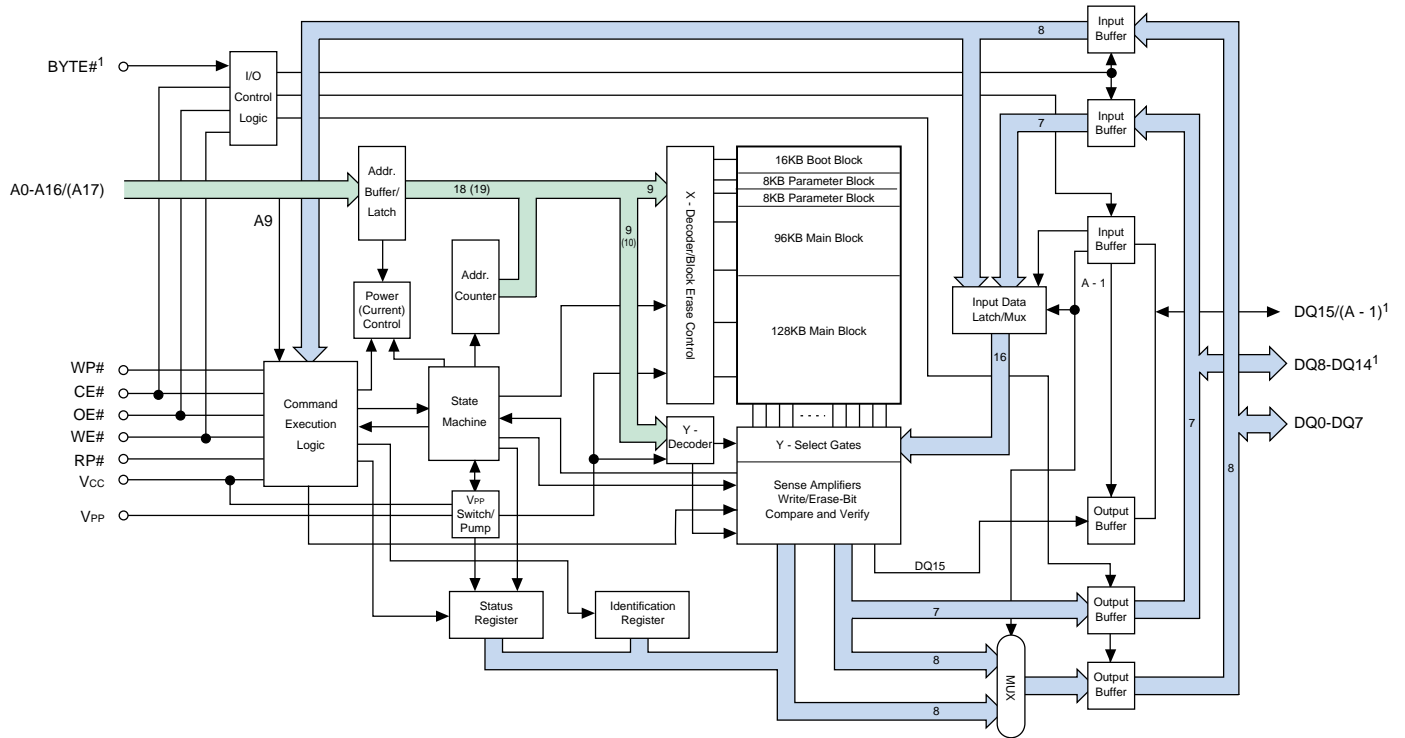 BYTE#1
I/O
Control
Logic
8
Input
Buffer
7
Input
Buffer
A0-A16/(A17)
A9
Addr.
Buffer/
Latch
18 (19)
9
9
(10)
X - Decoder/Block Erase Control
16KB Boot Block
8KB Parameter Block
8KB Parameter Block
96KB Main Block
128KB Main Block
Input
Buffer
A - 1
Power
(Current)
Control
Addr.
Counter
Input Data
Latch/Mux
16
DQ15/(A - 1)1
DQ8-DQ141
DQ0-DQ7
7
8
WP#
CE#
OE#
WE#
RP#
VCC
VPP
Command
Execution
Logic
State
Machine
VPP
Switch/
Pump
Y -
Decoder
- - - -
Y - Select Gates
Sense Amplifiers
Write/Erase-Bit
Compare and Verify
DQ15
Output
Buffer
Status
Register
Identification
Register
7
Output
Buffer
8
8
MUX
Output
Buffer